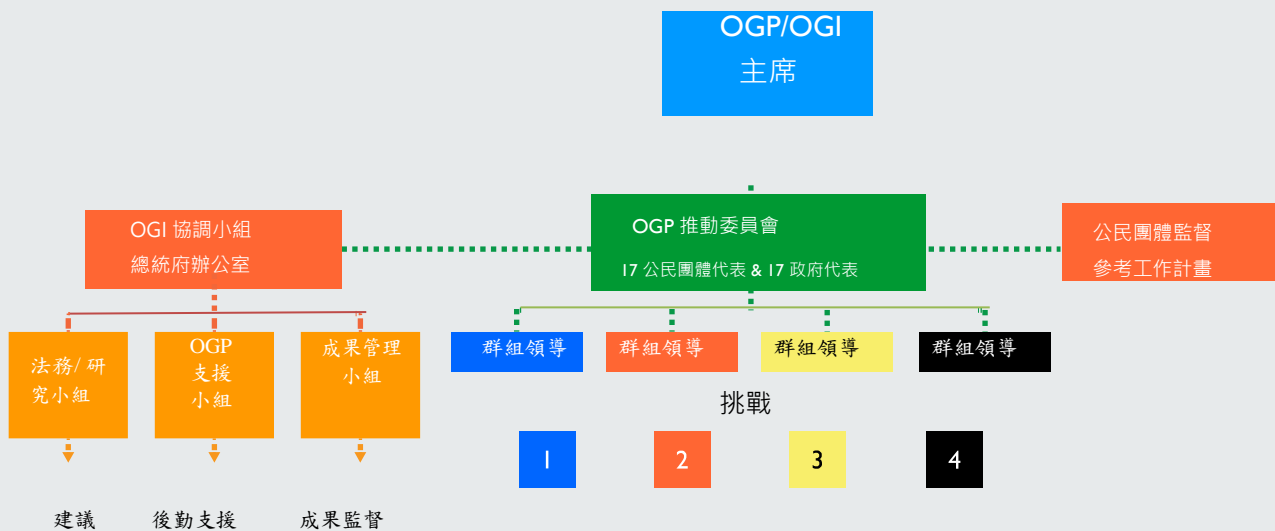 OGP/OGI
主席
OGI 協調小組
總統府辦公室
OGP 推動委員會
17 公民團體代表 & 17 政府代表
公民團體監督
參考工作計畫
法務/研
究小組
OGP
支援
小組
成果管理
小組
群組領導
群組領導
群組領導
群組領導
挑戰
1
2
3
4
建議
後勤支援
成果監督